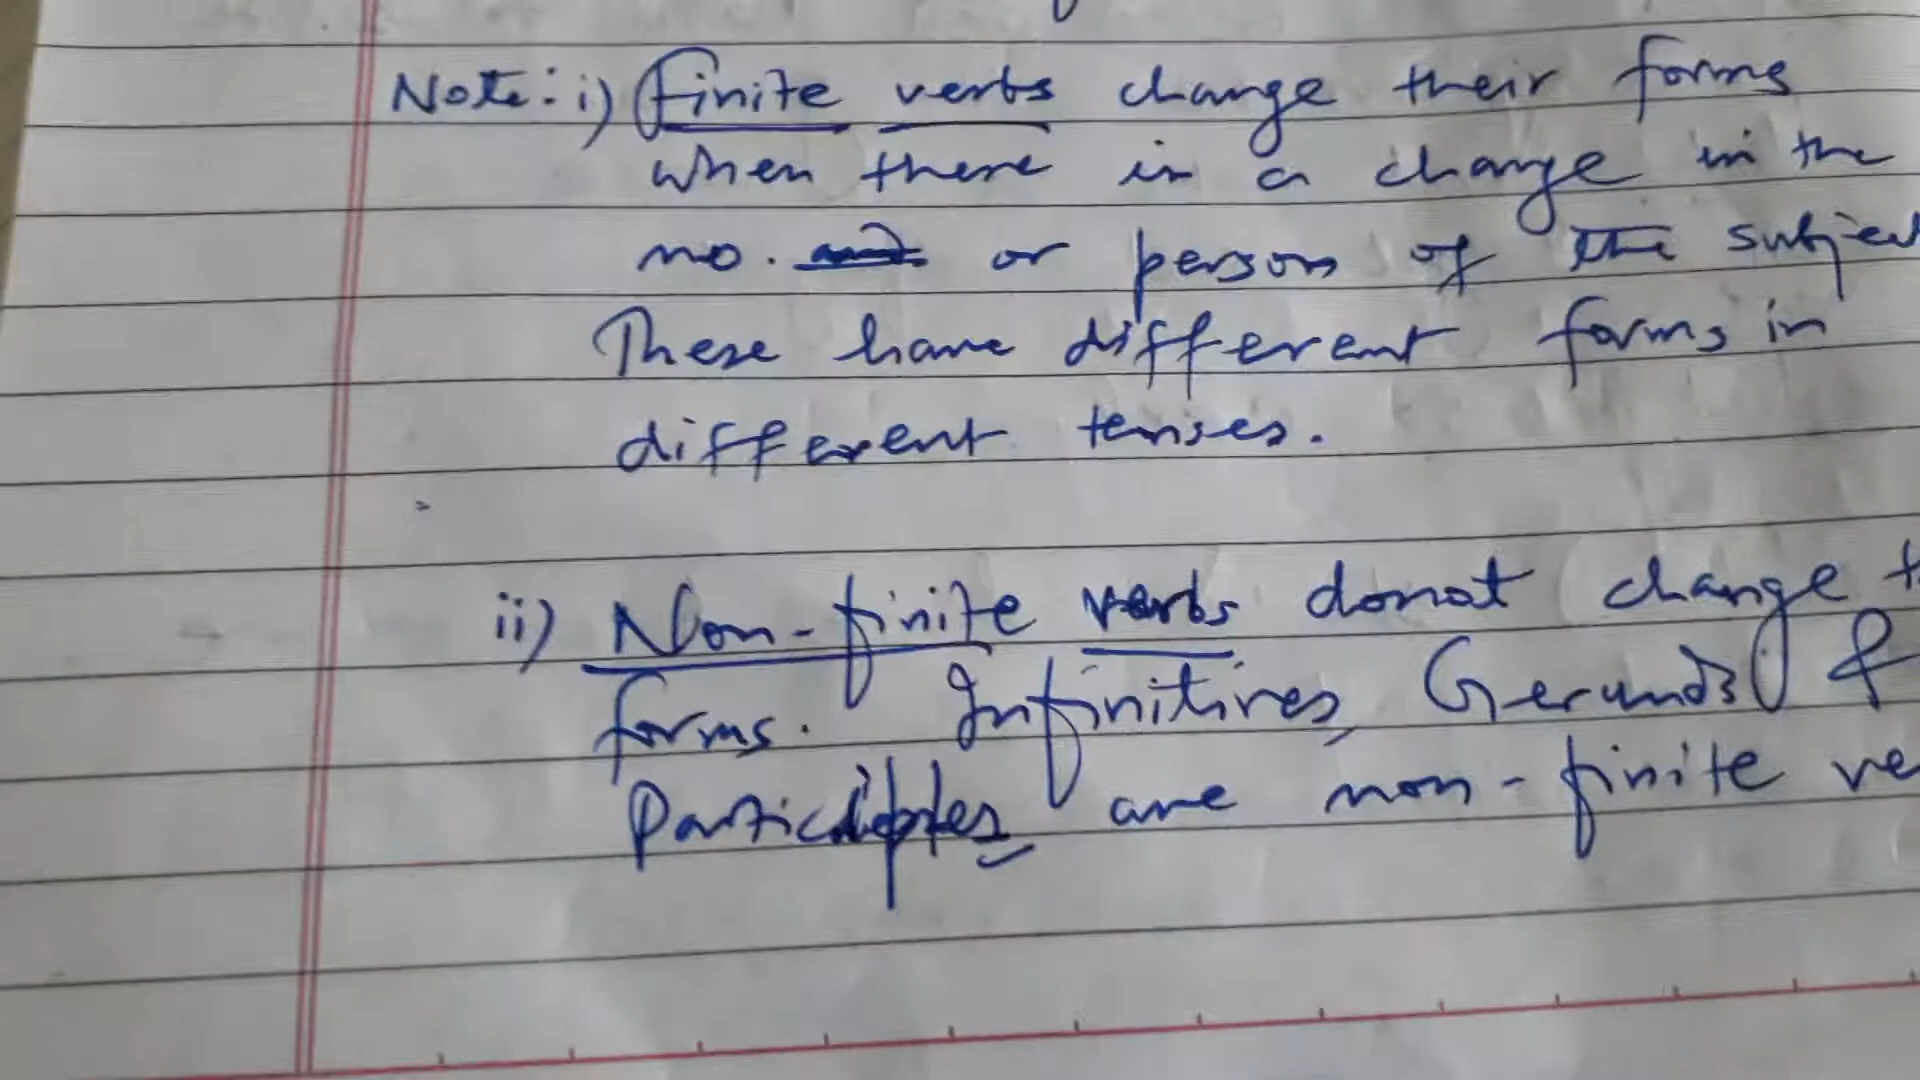 Note: i) Finite verbs change their forms
when there is a change in the
no. or person of the subject
These have different forms in
different tenses.
ii) Non-finite verbs donot change
forms. Infinitives, Gerunds &
Participles are non-finite ve